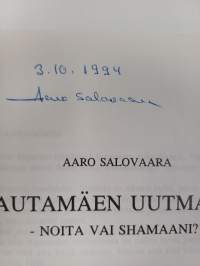 3.10.1994
Aaro Salovaara
AARO SALOVAARA
AUTAMÄEN UUTMA
- NOITA VAI SHAMAANI?